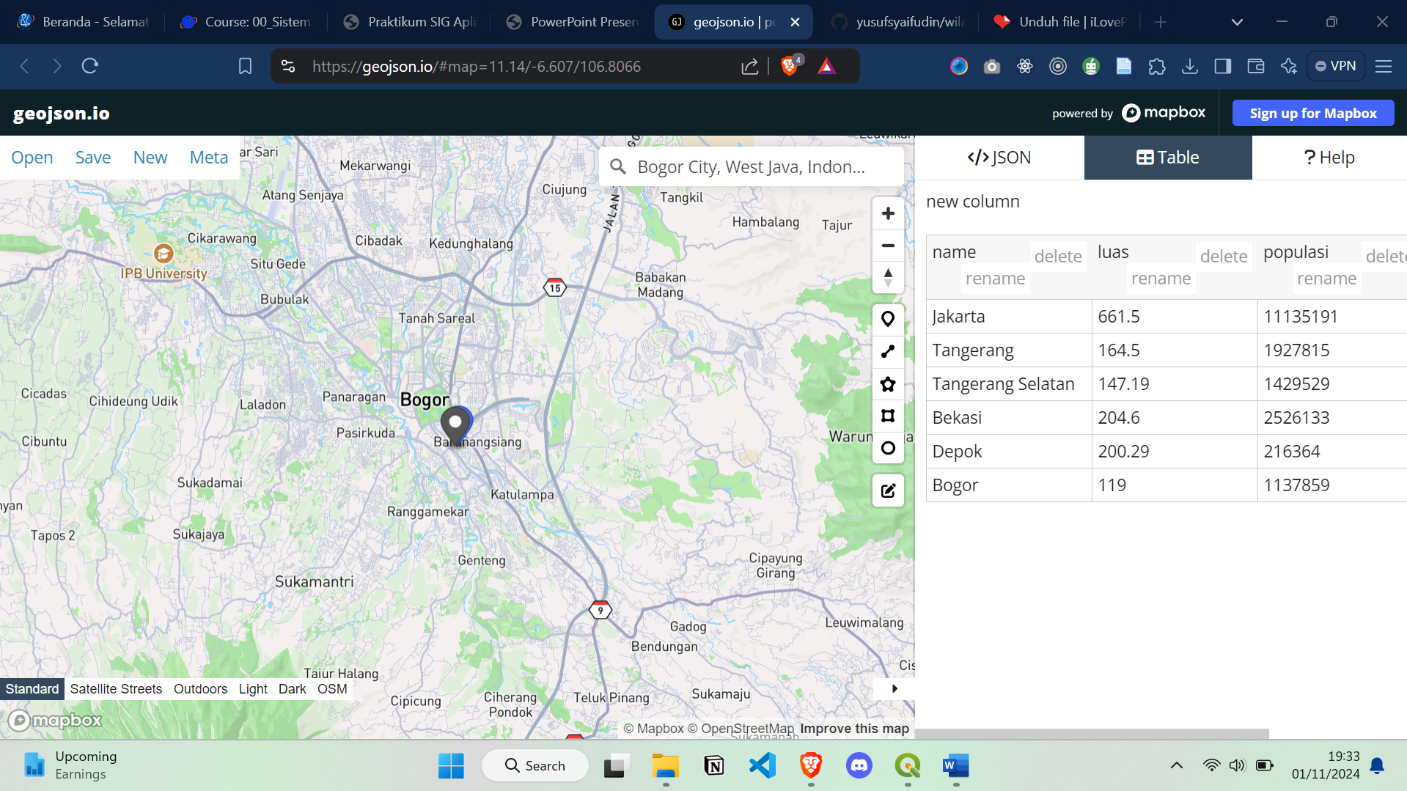 Beranda - Selamat
Course: 00_Sistem
Praktikum SIG Apli
PowerPoint Presen
geojson.io | p
yusufsyaifudin/wila
Unduh file | iLoveP
https://geojson.io/#map=11.14/-6.607/106.8066
4
VPN
geojson.io
powered by mapbox
Sign up for Mapbox
Open
Save
New
Meta
Bogor City, West Java, Indon...
</>JSON
Table
? Help
new column
name
delete
rename
luas
delete
rename
populasi
delete
rename
Jakarta 661.5 11135191
Tangerang 164.5 1927815
Tangerang Selatan 147.19 1429529
Bekasi 204.6 2526133
Depok 200.29 216364
Bogor 119 1137859
ar Sari
Mekarwangi
Atang Senjaya
Ciujung
JALAN
Tangkil
Hambalang
Tajur
Cikarawang
Cibadak
Kedunghalang
IPB University
Situ Gede
Babakan
Madang
15
Bubulak
Tanah Sareal
Cicadas
Cihideung Udik
Laladon
Panaragan
Bogor
Cibuntu
Pasirkuda
Baranangsiang
Sukadamai
Katulampa
Ranggamekar
Tapos 2
Sukajaya
Genteng
Cipayung
Girang
Sukamantri
9
Gadog
Leuwimalang
Bendungan
Tajur Halang
Cipicung
Ciherang
Pondok
Teluk Pinang
Sukamaju
Standard
Satellite Streets
Outdoors
Light
Dark
OSM
mapbox
© Mapbox © OpenStreetMap Improve this map
Upcoming
Earnings
Search
19:33
01/11/2024